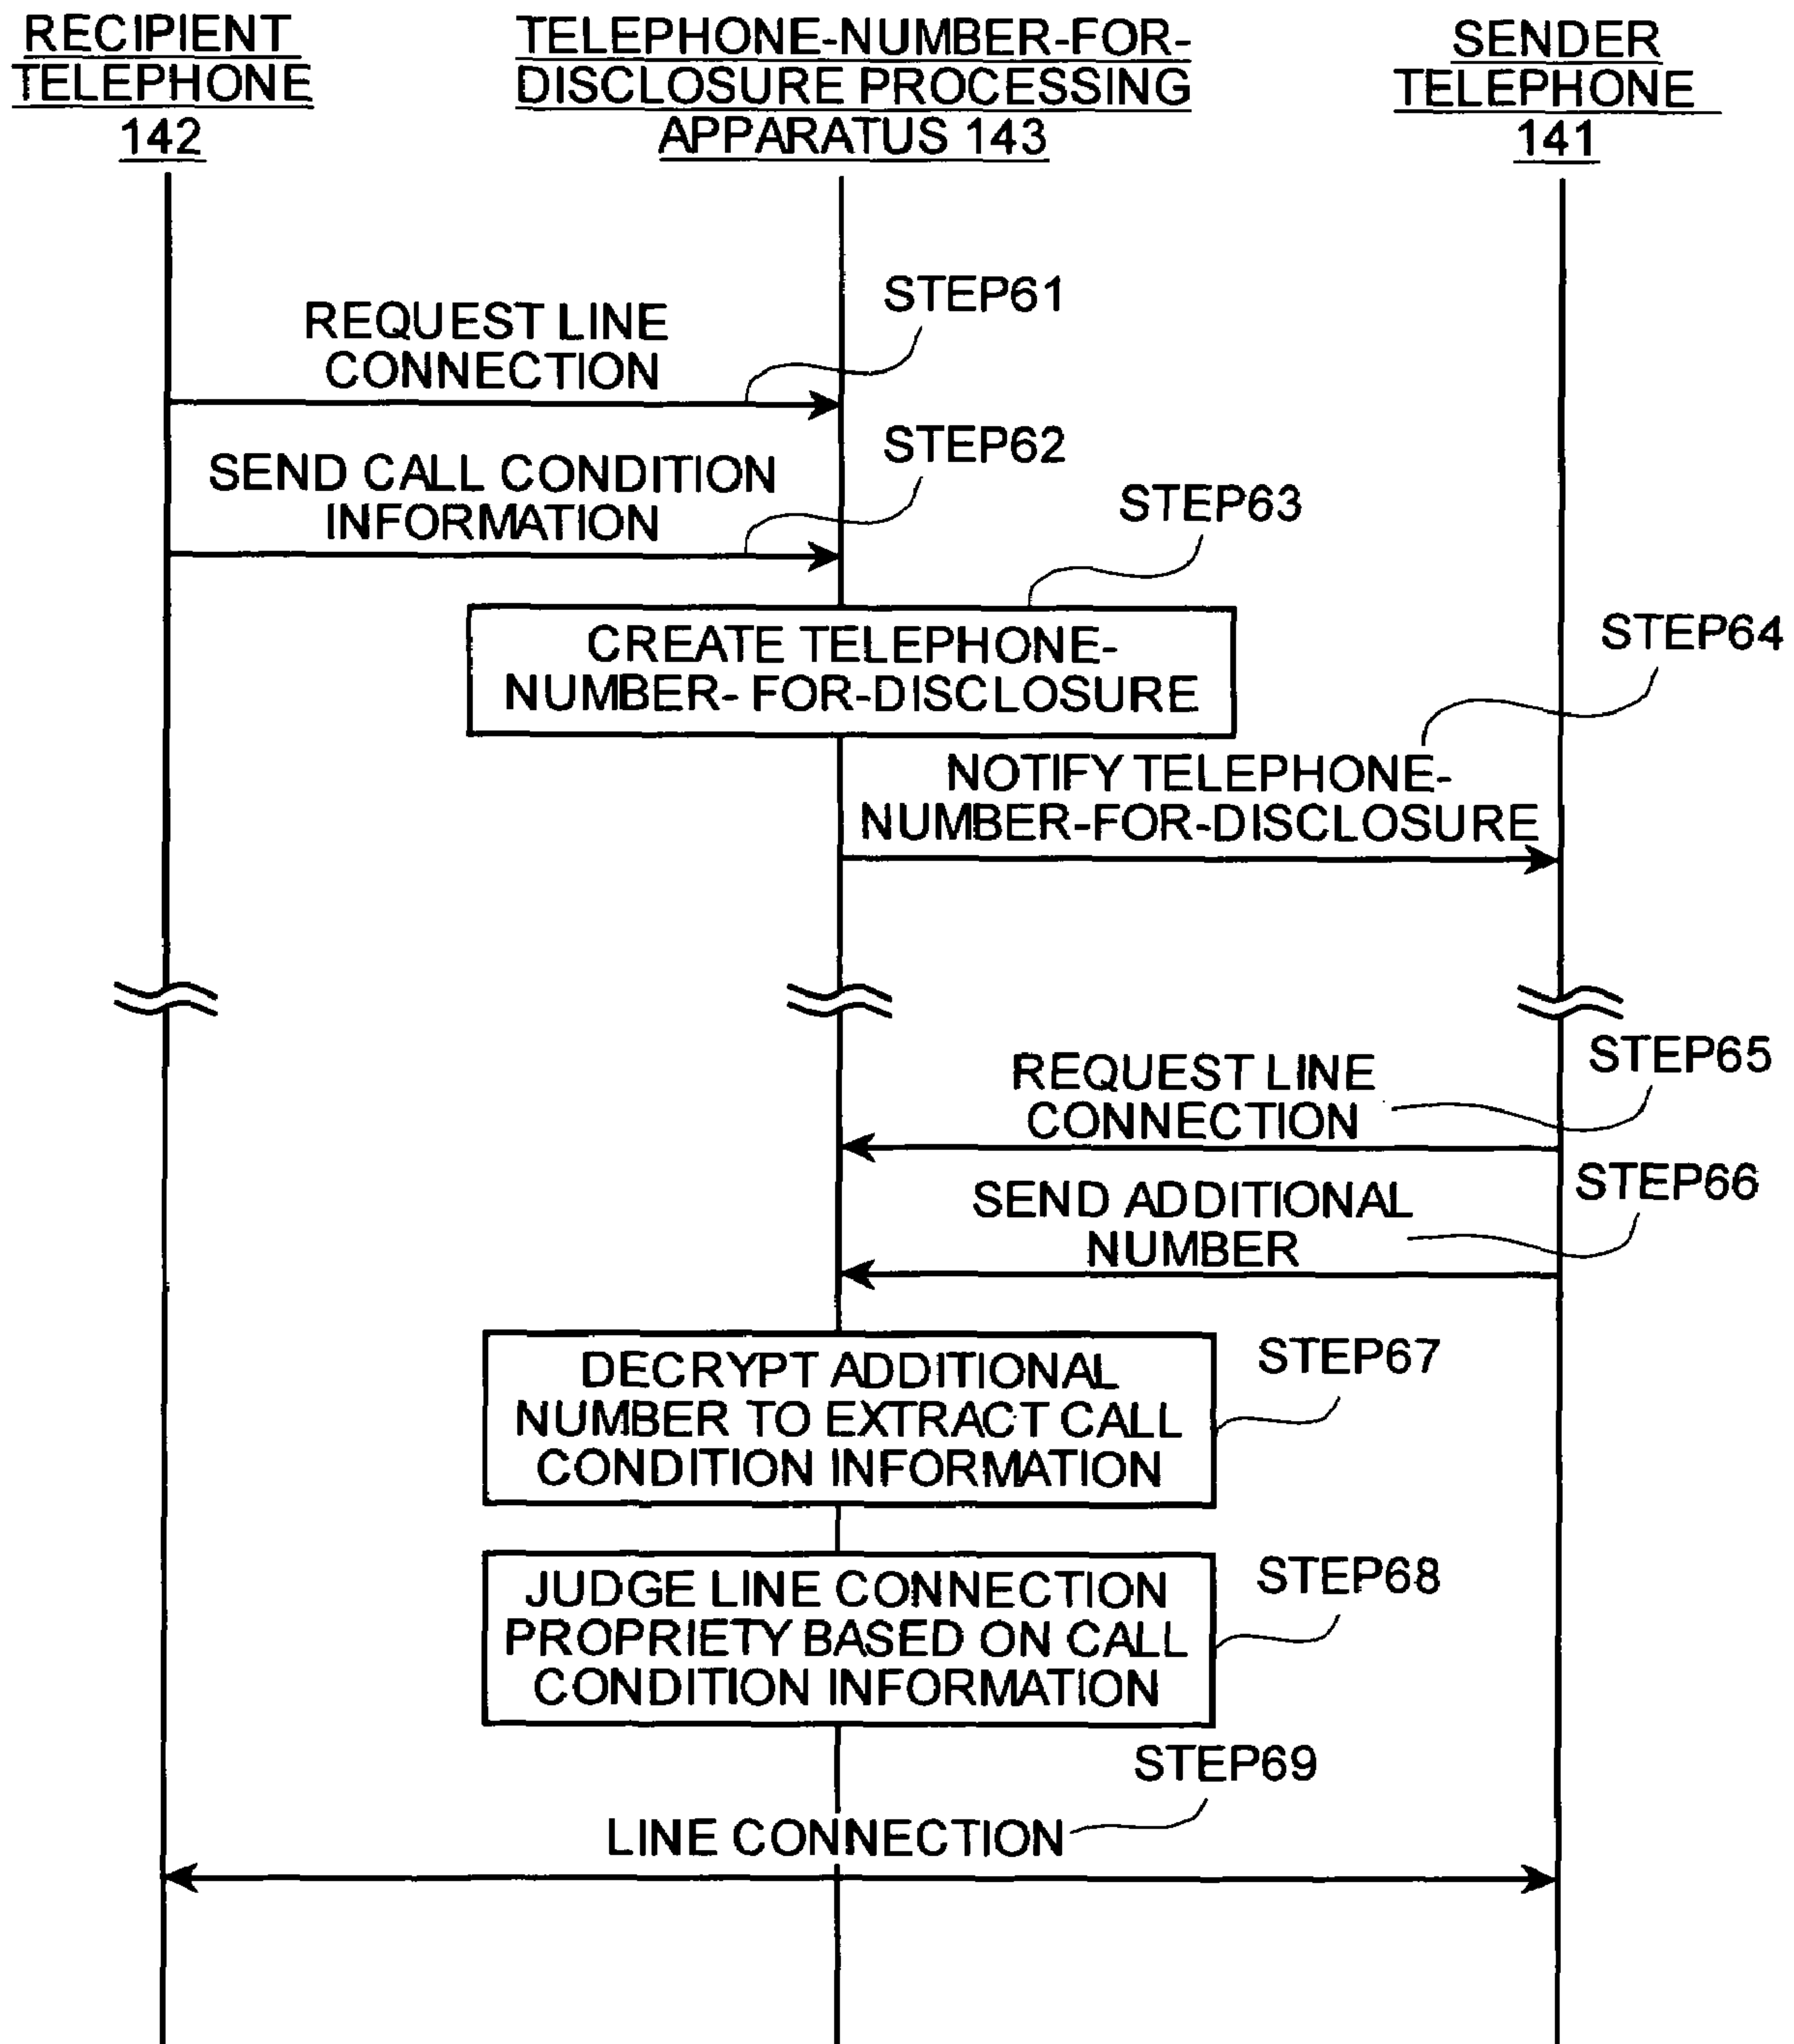 RECIPIENT
TELEPHONE
142
TELEPHONE-NUMBER-FOR-
DISCLOSURE PROCESSING
APPARATUS 143
SENDER
TELEPHONE
141
STEP61
REQUEST LINE
CONNECTION
STEP62
SEND CALL CONDITION
INFORMATION
STEP63
CREATE TELEPHONE-
NUMBER- FOR-DISCLOSURE
STEP64
NOTIFY TELEPHONE-
NUMBER-FOR-DISCLOSURE
STEP65
REQUEST LINE
CONNECTION
STEP66
SEND ADDITIONAL
NUMBER
STEP67
DECRYPT ADDITIONAL
NUMBER TO EXTRACT CALL
CONDITION INFORMATION
STEP68
JUDGE LINE CONNECTION
PROPRIETY BASED ON CALL
CONDITION INFORMATION
STEP69
LINE CONNECTION